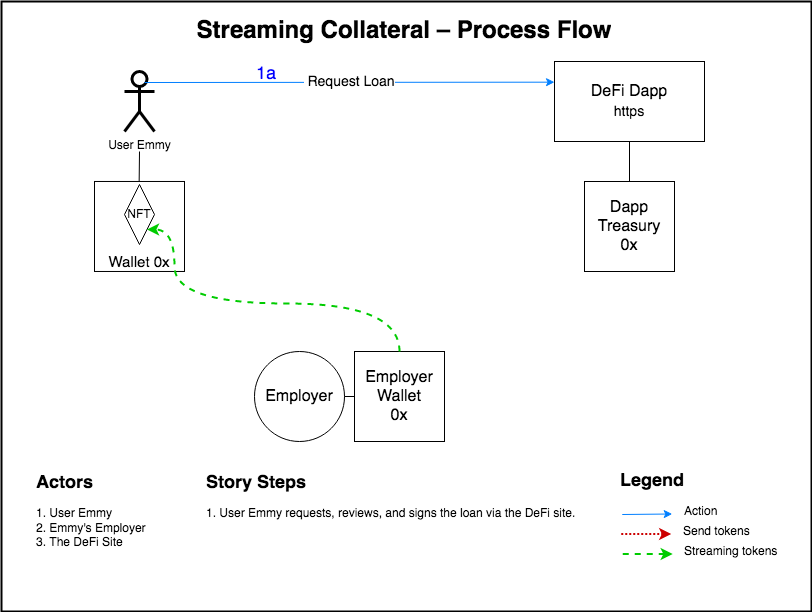 Streaming Collateral – Process Flow
1a
Request Loan
DeFi Dapp
https
User Emmy
NFT
Wallet 0x
Dapp
Treasury
0x
Employer
Employer
Wallet
0x
Actors
1. User Emmy
2. Emmy's Employer
3. The DeFi Site
Story Steps
1. User Emmy requests, reviews, and signs the loan via the DeFi site.
Legend
Action
Send tokens
Streaming tokens